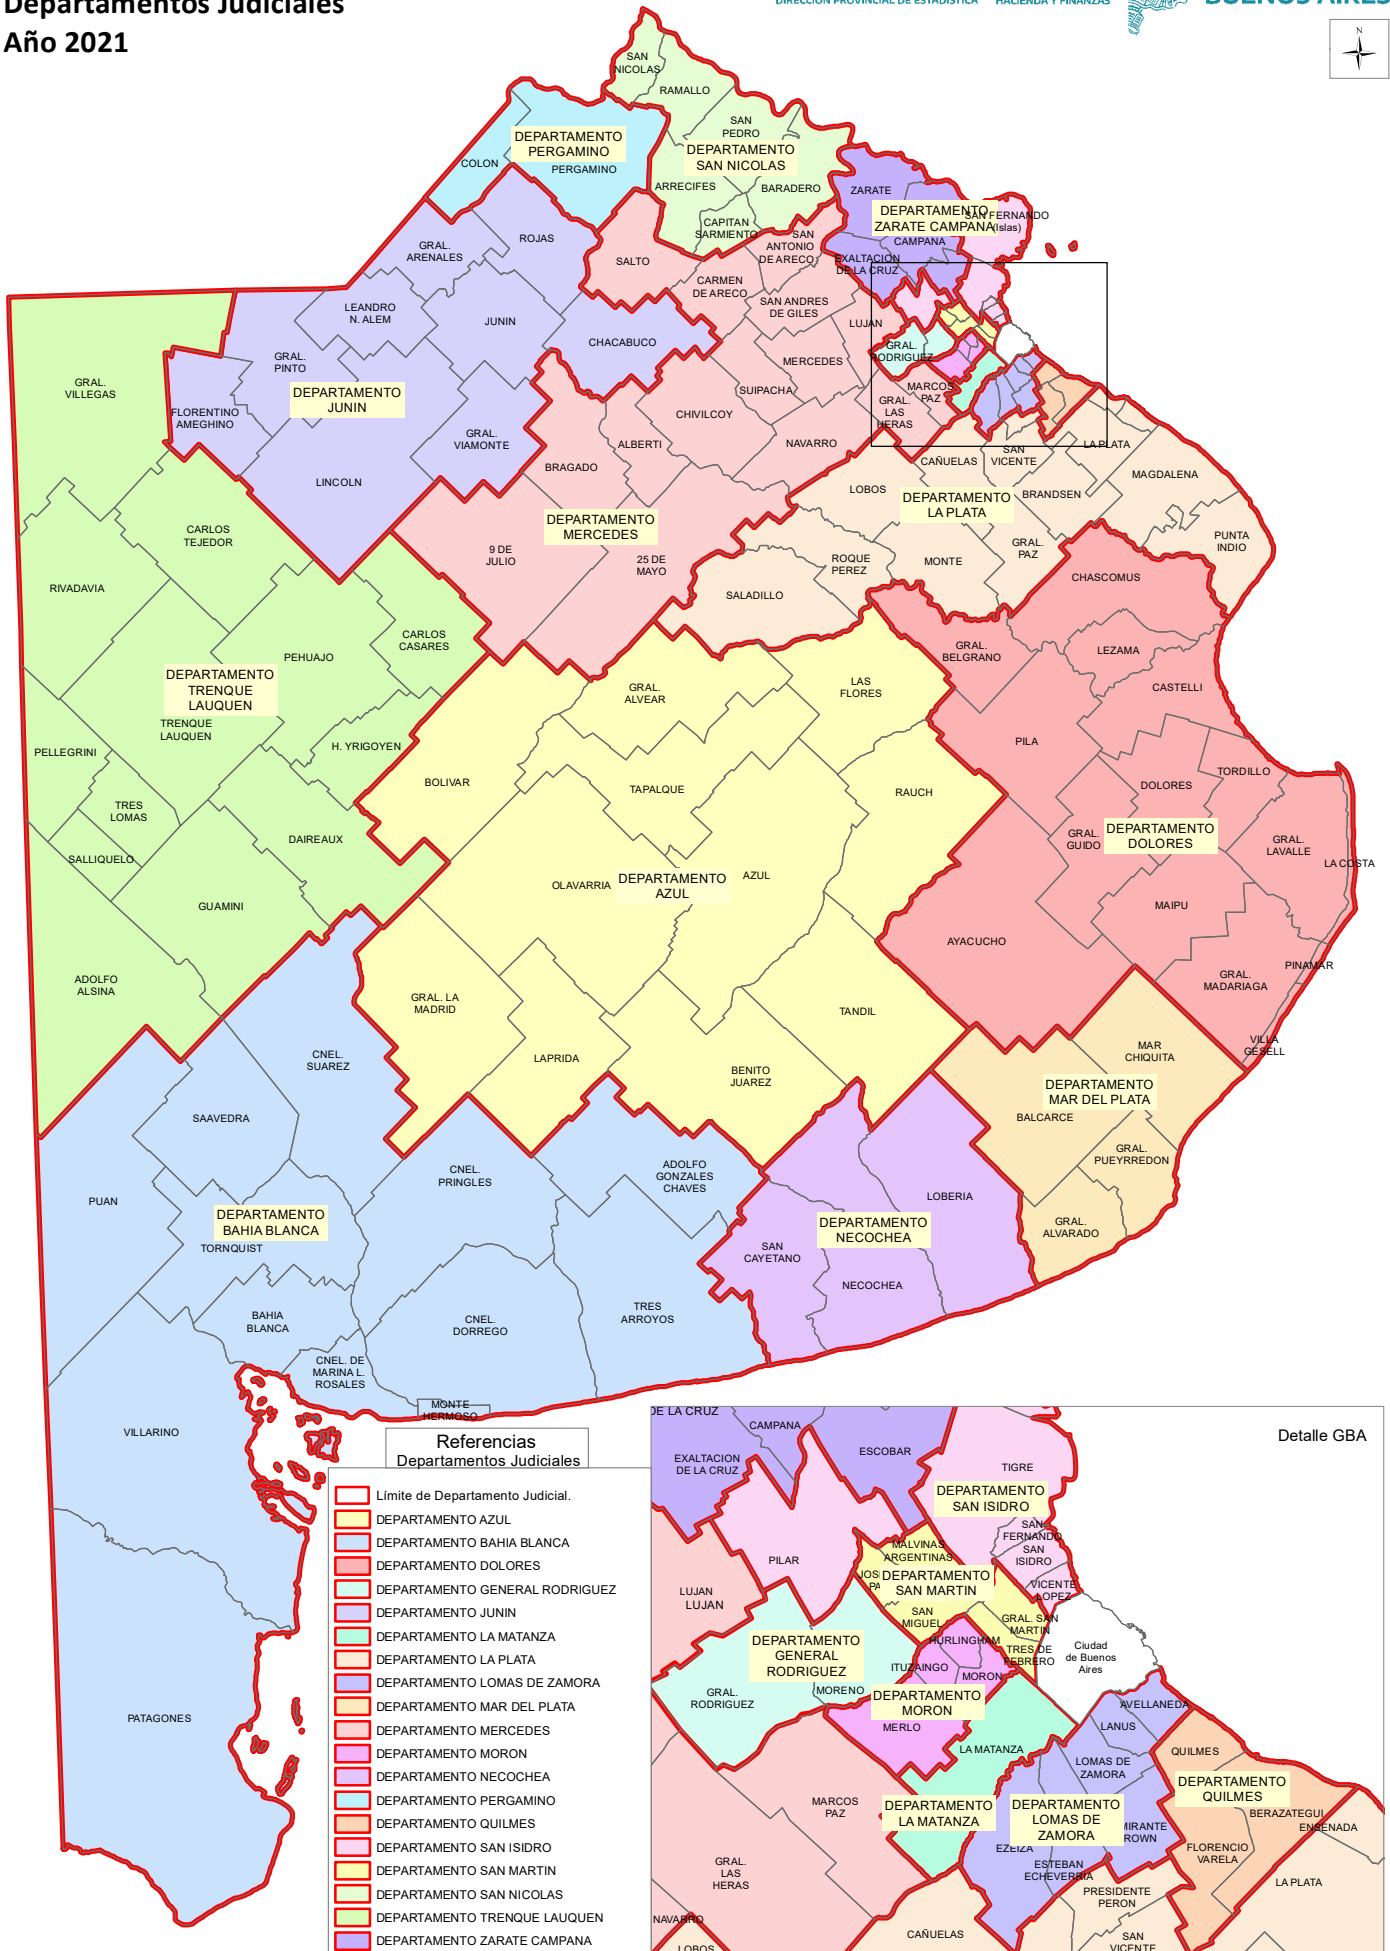 Departamentos Judiciales
Año 2021
DIRECCIÓN PROVINCIAL DE ESTADÍSTICA
HACIENDA Y FINANZAS
BUENOS AIRES
N
SAN
NICOLAS
RAMALLO
SAN
PEDRO
DEPARTAMENTO
SAN NICOLAS
DEPARTAMENTO
PERGAMINO
COLON
PERGAMINO
ARRECIFES
BARADERO
CAPITAN
SARMIENTO
ZARATE
DEPARTAMENTO
ZARATE CAMPANA
SAN FERNANDO
(Islas)
CAMPANA
EXALTACION
DE LA CRUZ
SAN
ANTONIO
DE ARECO
ROJAS
GRAL.
ARENALES
SALTO
CARMEN
DE ARECO
SAN ANDRES
DE GILES
LUJAN
LEANDRO
N. ALEM
JUNIN
CHACABUCO
MERCEDES
GRAL.
RODRIGUEZ
GRAL.
PINTO
DEPARTAMENTO
JUNIN
GRAL.
VILLEGAS
SUIPACHA
MARCOS
PAZ
GRAL.
LAS
HERAS
FLORENTINO
AMEGHINO
GRAL.
VIAMONTE
CHIVILCOY
ALBERTI
NAVARRO
BRAGADO
LINCOLN
LA PLATA
SAN
VICENTE
CAÑUELAS
MAGDALENA
LOBOS
BRANDSEN
DEPARTAMENTO
LA PLATA
CARLOS
TEJEDOR
DEPARTAMENTO
MERCEDES
9 DE
JULIO
25 DE
MAYO
ROQUE
PEREZ
MONTE
GRAL.
PAZ
PUNTA
INDIO
CHASCOMUS
RIVADAVIA
SALADILLO
CARLOS
CASARES
PEHUAJO
GRAL.
BELGRANO
LEZAMA
DEPARTAMENTO
TRENQUE
LAUQUEN
TRENQUE
LAUQUEN
GRAL.
ALVEAR
LAS
FLORES
CASTELLI
PELLEGRINI
H. YRIGOYEN
PILA
BOLIVAR
TAPALQUE
RAUCH
DOLORES
TORDILLO
TRES
LOMAS
DAIREAUX
GRAL.
GUIDO
DEPARTAMENTO
DOLORES
GRAL.
LAVALLE
LA COSTA
SALLIQUELO
OLAVARRIA
DEPARTAMENTO
AZUL
AZUL
GUAMINI
MAIPU
AYACUCHO
ADOLFO
ALSINA
PINAMAR
GRAL.
MADARIAGA
GRAL. LA
MADRID
TANDIL
VILLA
GESELL
CNEL.
SUAREZ
LAPRIDA
BENITO
JUAREZ
MAR
CHIQUITA
DEPARTAMENTO
MAR DEL PLATA
BALCARCE
SAAVEDRA
GRAL.
PUEYRREDON
CNEL.
PRINGLES
ADOLFO
GONZALES
CHAVES
PUAN
LOBERIA
DEPARTAMENTO
BAHIA BLANCA
TORNQUIST
DEPARTAMENTO
NECOCHEA
GRAL.
ALVARADO
SAN
CAYETANO
NECOCHEA
BAHIA
BLANCA
CNEL.
DORREGO
TRES
ARROYOS
CNEL. DE
MARINA L.
ROSALES
MONTE
HERMOSO
VILLARINO
PATAGONES
Referencias
Departamentos Judiciales
Límite de Departamento Judicial.
DEPARTAMENTO AZUL
DEPARTAMENTO BAHIA BLANCA
DEPARTAMENTO DOLORES
DEPARTAMENTO GENERAL RODRIGUEZ
DEPARTAMENTO JUNIN
DEPARTAMENTO LA MATANZA
DEPARTAMENTO LA PLATA
DEPARTAMENTO LOMAS DE ZAMORA
DEPARTAMENTO MAR DEL PLATA
DEPARTAMENTO MERCEDES
DEPARTAMENTO MORON
DEPARTAMENTO NECOCHEA
DEPARTAMENTO PERGAMINO
DEPARTAMENTO QUILMES
DEPARTAMENTO SAN ISIDRO
DEPARTAMENTO SAN MARTIN
DEPARTAMENTO SAN NICOLAS
DEPARTAMENTO TRENQUE LAUQUEN
DEPARTAMENTO ZARATE CAMPANA
Detalle GBA
DE LA CRUZ
CAMPANA
ESCOBAR
EXALTACION
DE LA CRUZ
TIGRE
DEPARTAMENTO
SAN ISIDRO
SAN
FERNANDO
SAN
ISIDRO
MALVINAS
ARGENTINAS
PILAR
DEPARTAMENTO
SAN MARTIN
VICENTE
LOPEZ
LUJAN
LUJAN
SAN
MIGUEL
GRAL. SAN
MARTIN
HURLINGHAM
TRES DE
FEBRERO
Ciudad
de Buenos
Aires
DEPARTAMENTO
GENERAL
RODRIGUEZ
ITUZAINGO
MORON
GRAL.
RODRIGUEZ
MORENO
DEPARTAMENTO
MORON
MERLO
AVELLANEDA
LANUS
LA MATANZA
QUILMES
LOMAS DE
ZAMORA
DEPARTAMENTO
QUILMES
MARCOS
PAZ
DEPARTAMENTO
LA MATANZA
DEPARTAMENTO
LOMAS DE
ZAMORA
MIRANTE
ROWN
BERAZATEGUI
ENSENADA
EZEIZA
FLORENCIO
VARELA
ESTEBAN
ECHEVERRIA
GRAL.
LAS
HERAS
PRESIDENTE
PERON
LA PLATA
NAVARRO
CAÑUELAS
LOBOS
SAN
VICENTE